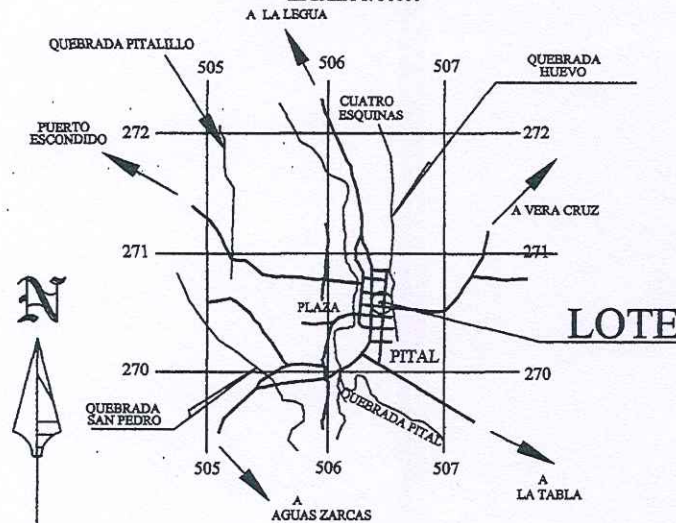 A LA LEGUA
QUEBRADA PITALILLO
505
506
507
QUEBRADA
HUEVO
CUATRO
ESQUINAS
272
272
PUERTO
ESCONDIDO
A VERA CRUZ
271
271
N
PLAZA
LOTE
PITAL
270
270
QUEBRADA
SAN PEDRO
QUEBRADA PITAL
505
506
507
A
LA TABLA
A
AGUAS ZARCAS